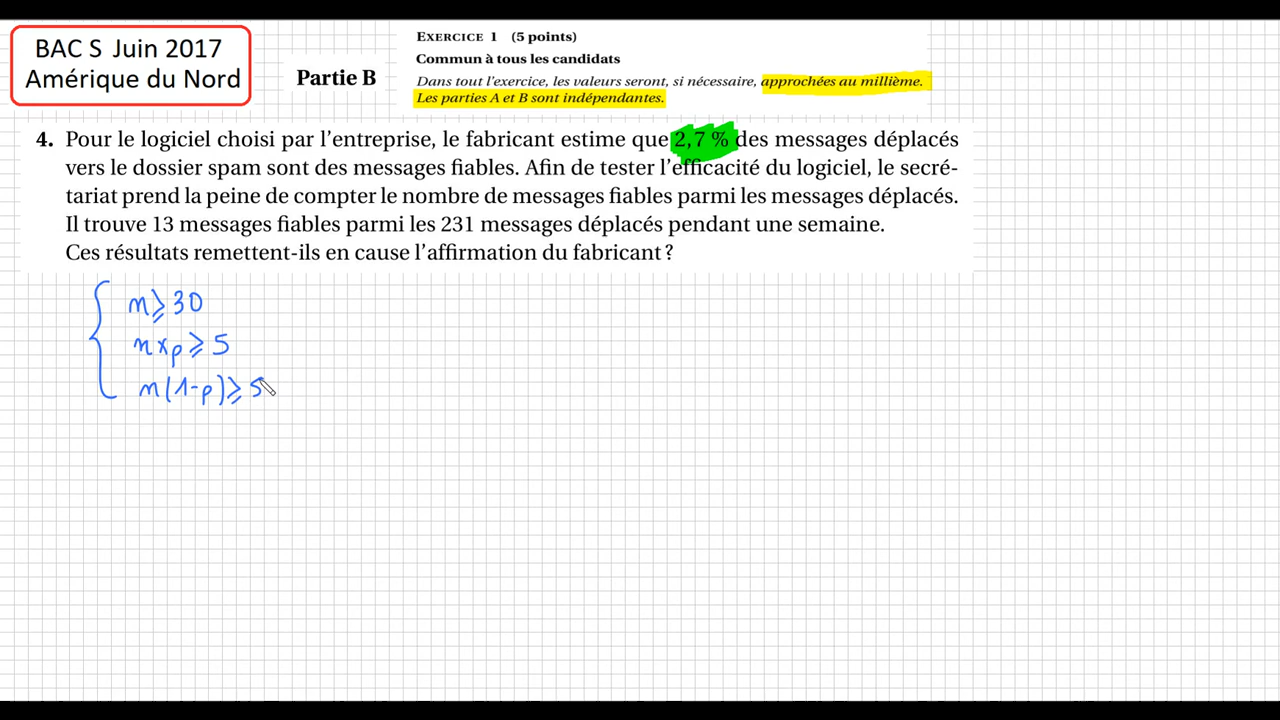 BAC S Juin 2017
Amérique du Nord
Partie B
EXERCICE 1 (5 points)
Commun à tous les candidats
Dans tout l'exercice, les valeurs seront, si nécessaire, approchées au millième.
Les parties A et B sont indépendantes.
4. Pour le logiciel choisi par l'entreprise, le fabricant estime que 2,7 % des messages déplacés
vers le dossier spam sont des messages fiables. Afin de tester l'efficacité du logiciel, le secré-
tariat prend la peine de compter le nombre de messages fiables parmi les messages déplacés.
Il trouve 13 messages fiables parmi les 231 messages déplacés pendant une semaine.
Ces résultats remettent-ils en cause l'affirmation du fabricant ?
n ⩾ 30
n × p ⩾ 5
n(1-p) ⩾ 5